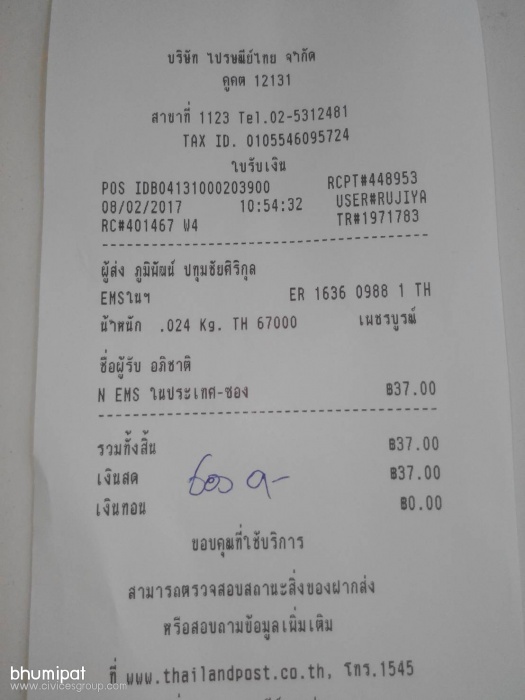 บริษัท ไปรษณีย์ไทย จำกัด
คูคต 12131
สาขาที่ 1123 Tel.02-5312481
TAX ID. 0105546095724
ใบรับเงิน
POS IDB04131000203900 RCPT#448953
08/02/2017 10:54:32 USER#RUJIYA
RC#401467 W4 TR#1971783
ผู้ส่ง ภูมิพัฒน์ ปทุมชัยศิริกุล
EMSในฯ ER 1636 0988 1 TH
น้ำหนัก .024 Kg. TH 67000 เพชรบูรณ์
ชื่อผู้รับ อภิชาติ
N EMS ในประเทศ-ซอง ฿37.00
รวมทั้งสิ้น ฿37.00
เงินสด ฿37.00
เงินทอน ฿0.00
ขอบคุณที่ใช้บริการ
สามารถตรวจสอบสถานะสิ่งของฝากส่ง
หรือสอบถามข้อมูลเพิ่มเติม
ที่ www.thailandpost.co.th, โทร.1545
bhumipat
www.civicesgroup.com